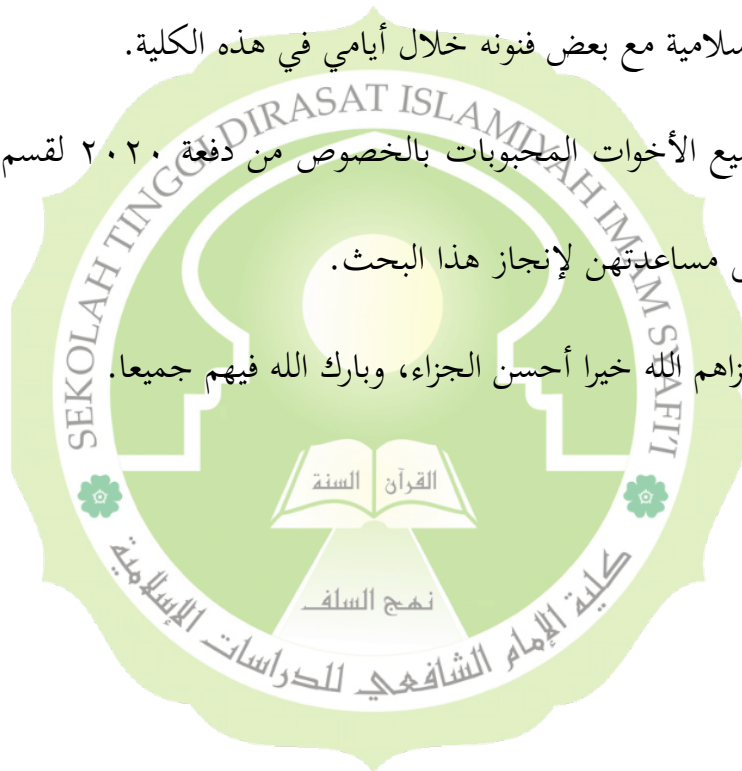 سلامية مع بعض فنونه خلال أيامي في هذه الكلية.
يع الأخوات المحبوبات بالخصوص من دفعة ٢٠٢٠ لقسم
مساعدتهن لإنجاز هذا البحث.
زاهم الله خيرا أحسن الجزاء، وبارك الله فيهم جميعا.
SEKOLAH TINGGI DIRASAT ISLAMIYAH IMAM SYAFI'I
القرآن السنة
نهج السلف
كلية الإمام الشافعي للدراسات الإسلامية